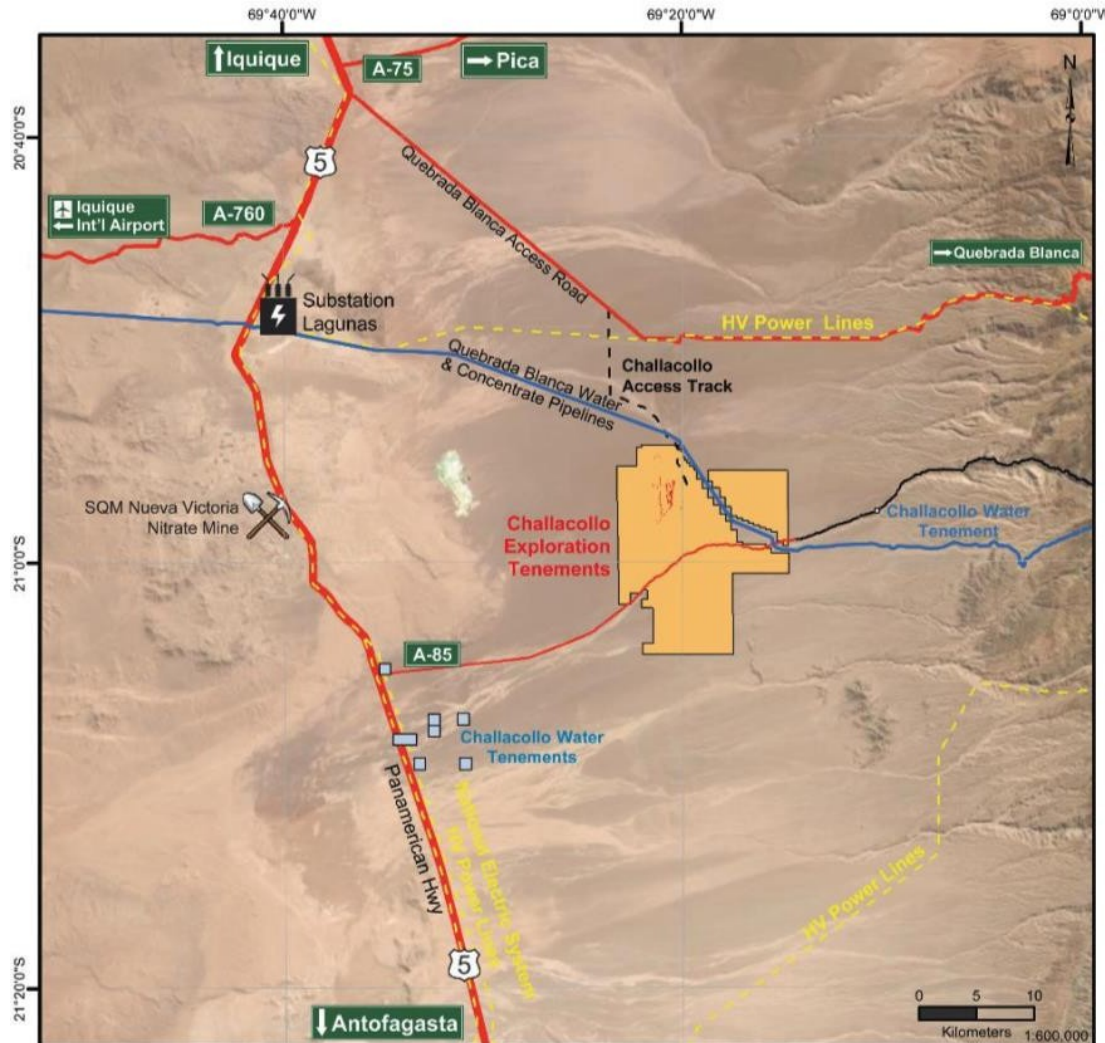 69°40'0"W
69°20'0"W
69°0'0"W
↑Iquique
A-75
→Pica
N
20°40'0"S
5
Quebrada Blanca Access Road
Iquique
← Int'l Airport
A-760
→Quebrada Blanca
Substation
Lagunas
HV Power Lines
Quebrada Blanca Water
& Concentrate Pipelines
Challacollo
Access Track
SQM Nueva Victoria
Nitrate Mine
Challacollo
Exploration
Tenements
Challacollo Water
Tenement
21°0'0"S
A-85
Challacollo Water
Tenements
Panamerican Hwy
National Electric System
HV Power Lines
HV Power Lines
5
21°20'0"S
↓Antofagasta
0 5 10
Kilometers 1:600,000